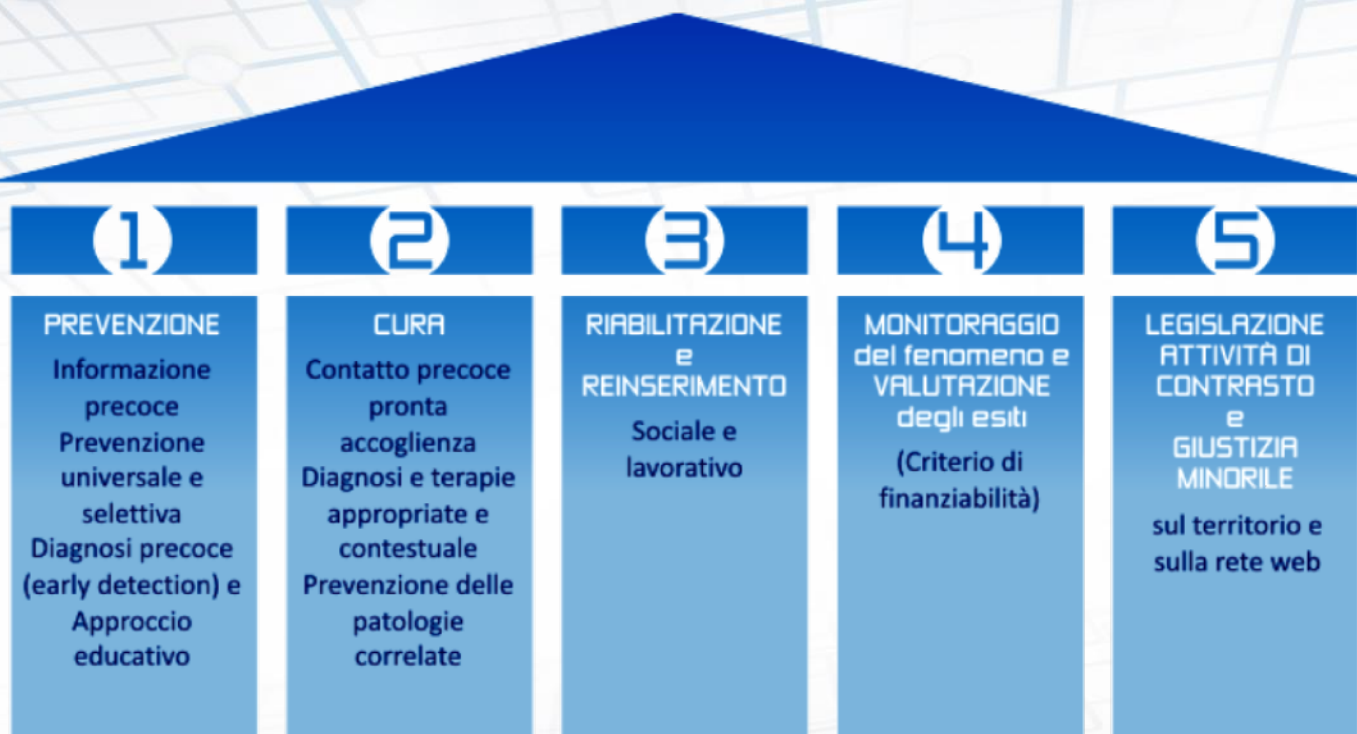 1
PREVENZIONE
Informazione
precoce
Prevenzione
universale e
selettiva
Diagnosi precoce
(early detection) e
Approccio
educativo
2
CURA
Contatto precoce
pronta
accoglienza
Diagnosi e terapie
appropriate e
contestuale
Prevenzione delle
patologie
correlate
3
RIABILITAZIONE
e
REINSERIMENTO
Sociale e
lavorativo
4
MONITORAGGIO
del fenomeno e
VALUTAZIONE
degli esiti
(Criterio di
finanziabilità)
5
LEGISLAZIONE
ATTIVITÀ DI
CONTRASTO
e
GIUSTIZIA
MINORILE
sul territorio e
sulla rete web